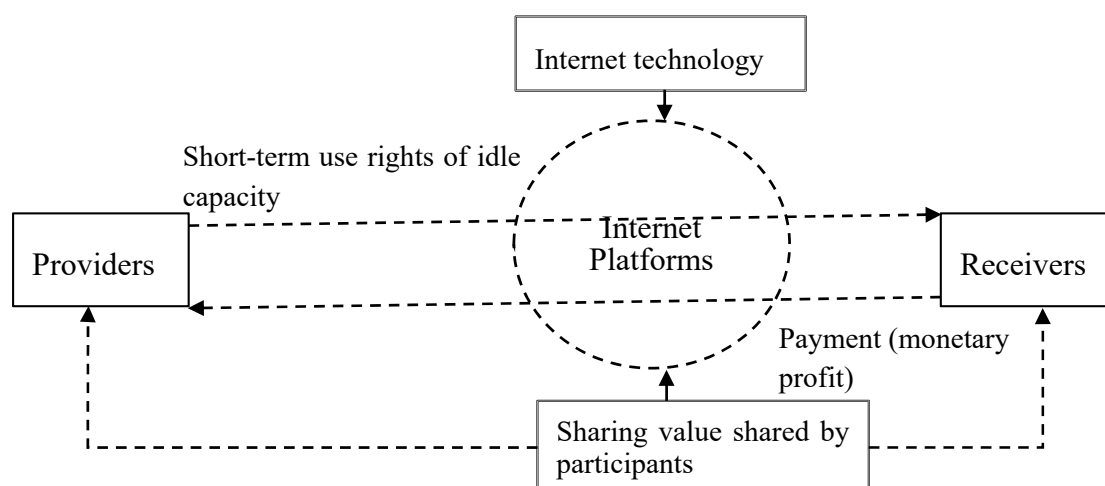 Internet technology
Short-term use rights of idle
capacity
Internet
Platforms
Providers
Receivers
Payment (monetary
profit)
Sharing value shared by
participants